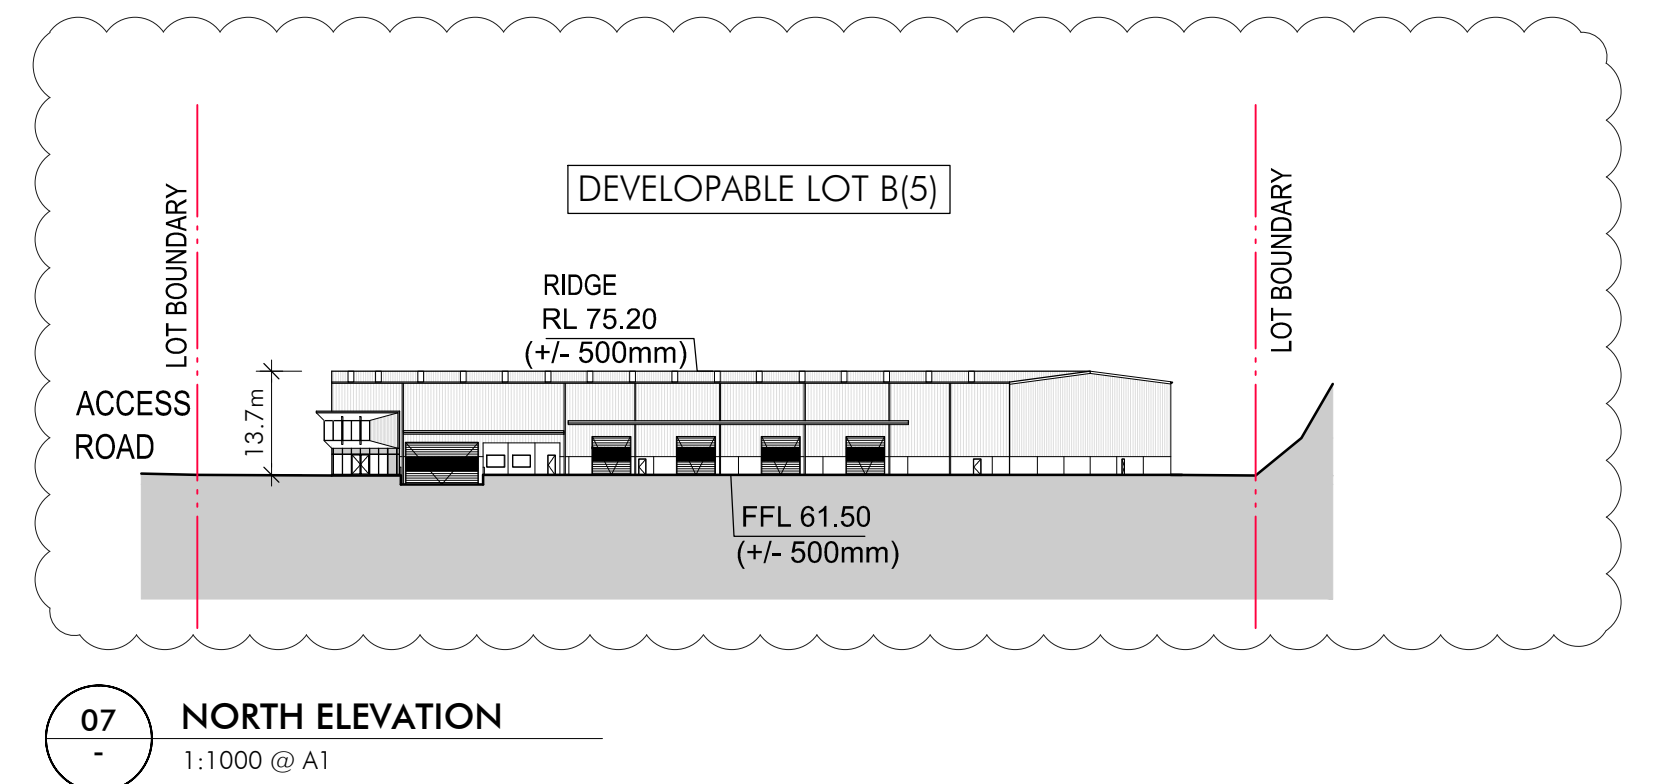 DEVELOPABLE LOT B(5)
LOT BOUNDARY
LOT BOUNDARY
RIDGE
RL 75.20
(+/- 500mm)
ACCESS
ROAD
13.7m
FFL 61.50
(+/- 500mm)
07
-
NORTH ELEVATION
1:1000 @ A1